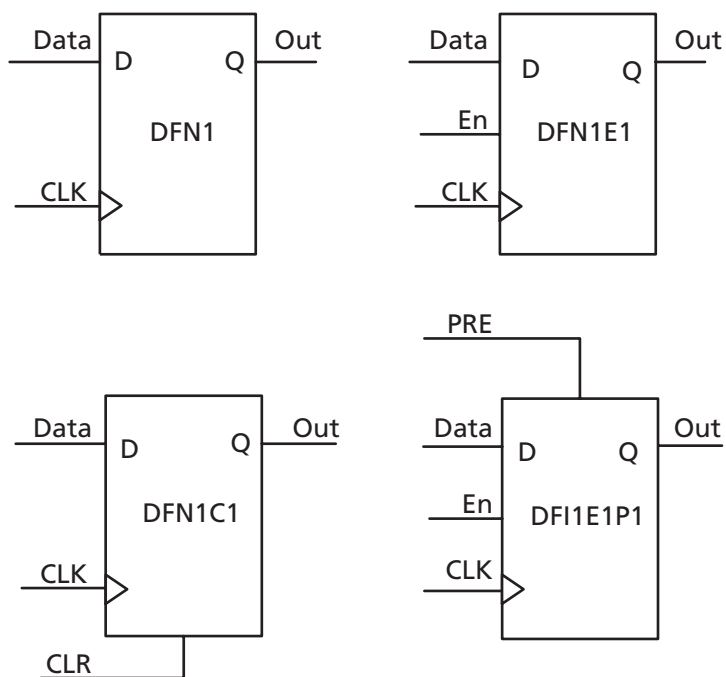 Data
Out
D
Q
DFN1
CLK
Data
Out
D
Q
En
DFN1E1
CLK
Data
Out
D
Q
DFN1C1
CLK
CLR
PRE
Data
Out
D
Q
En
DFI1E1P1
CLK